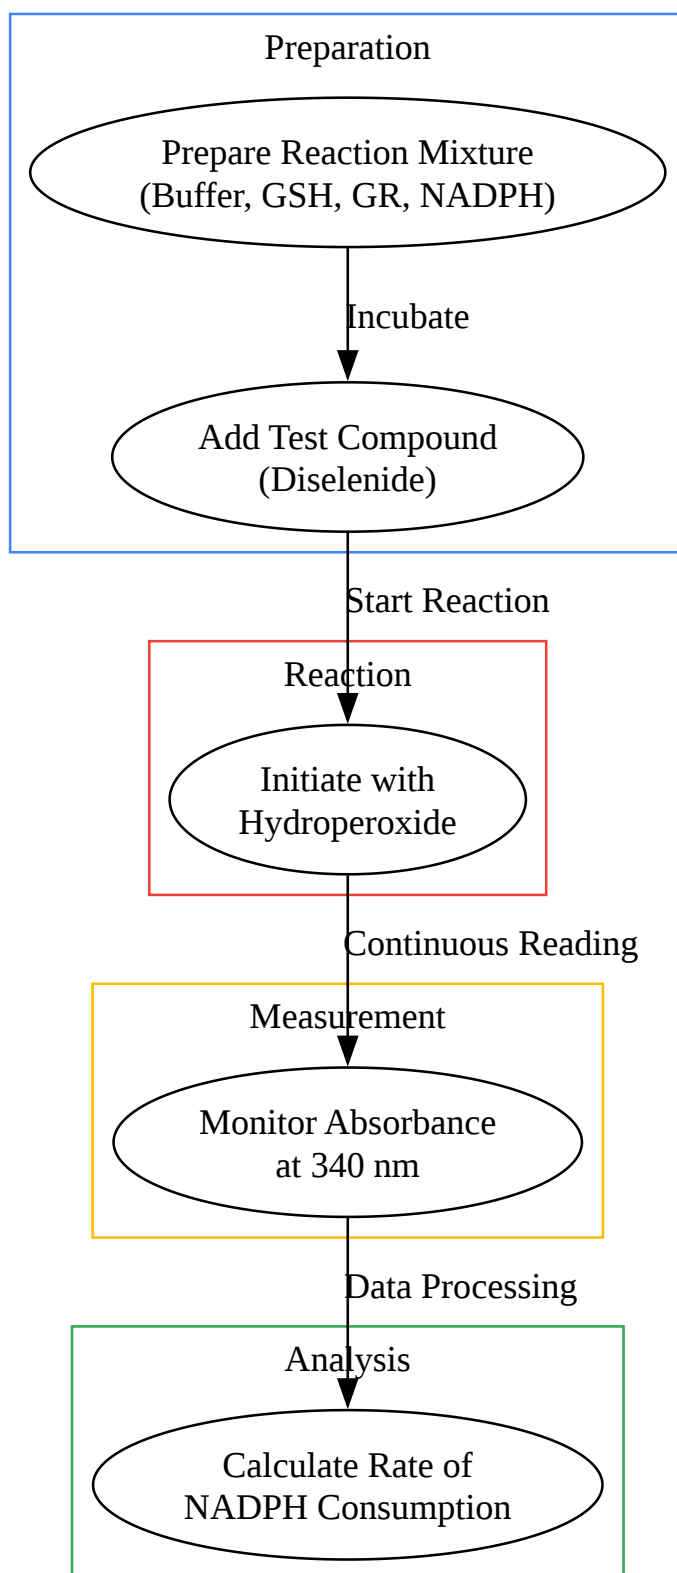 Preparation
Prepare Reaction Mixture
(Buffer, GSH, GR, NADPH)
Incubate
Add Test Compound
(Diselenide)
Start Reaction
Reaction
Initiate with
Hydroperoxide
Continuous Reading
Measurement
Monitor Absorbance
at 340 nm
Data Processing
Analysis
Calculate Rate of
NADPH Consumption